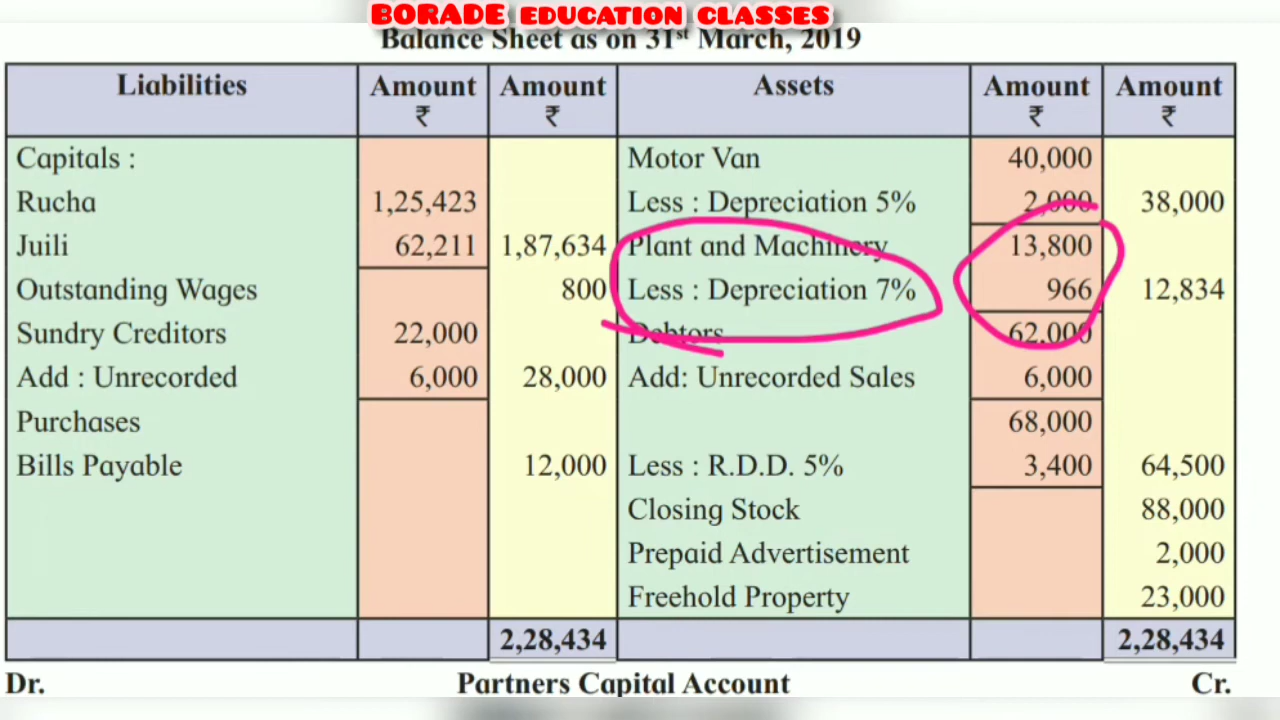 BORADE EDUCATION CLASSES
Balance Sheet as on 31st March, 2019
Liabilities Amount ₹ Amount ₹ Assets Amount ₹ Amount ₹
Capitals : Motor Van 40,000
Rucha 1,25,423 Less : Depreciation 5% 2,000 38,000
Juili 62,211 1,87,634 Plant and Machinery 13,800
Outstanding Wages 800 Less : Depreciation 7% 966 12,834
Sundry Creditors 22,000 Debtors 62,000
Add : Unrecorded 6,000 28,000 Add: Unrecorded Sales 6,000
Purchases 68,000
Bills Payable 12,000 Less : R.D.D. 5% 3,400 64,500
Closing Stock 88,000
Prepaid Advertisement 2,000
Freehold Property 23,000
2,28,434 2,28,434
Dr. Partners Capital Account Cr.